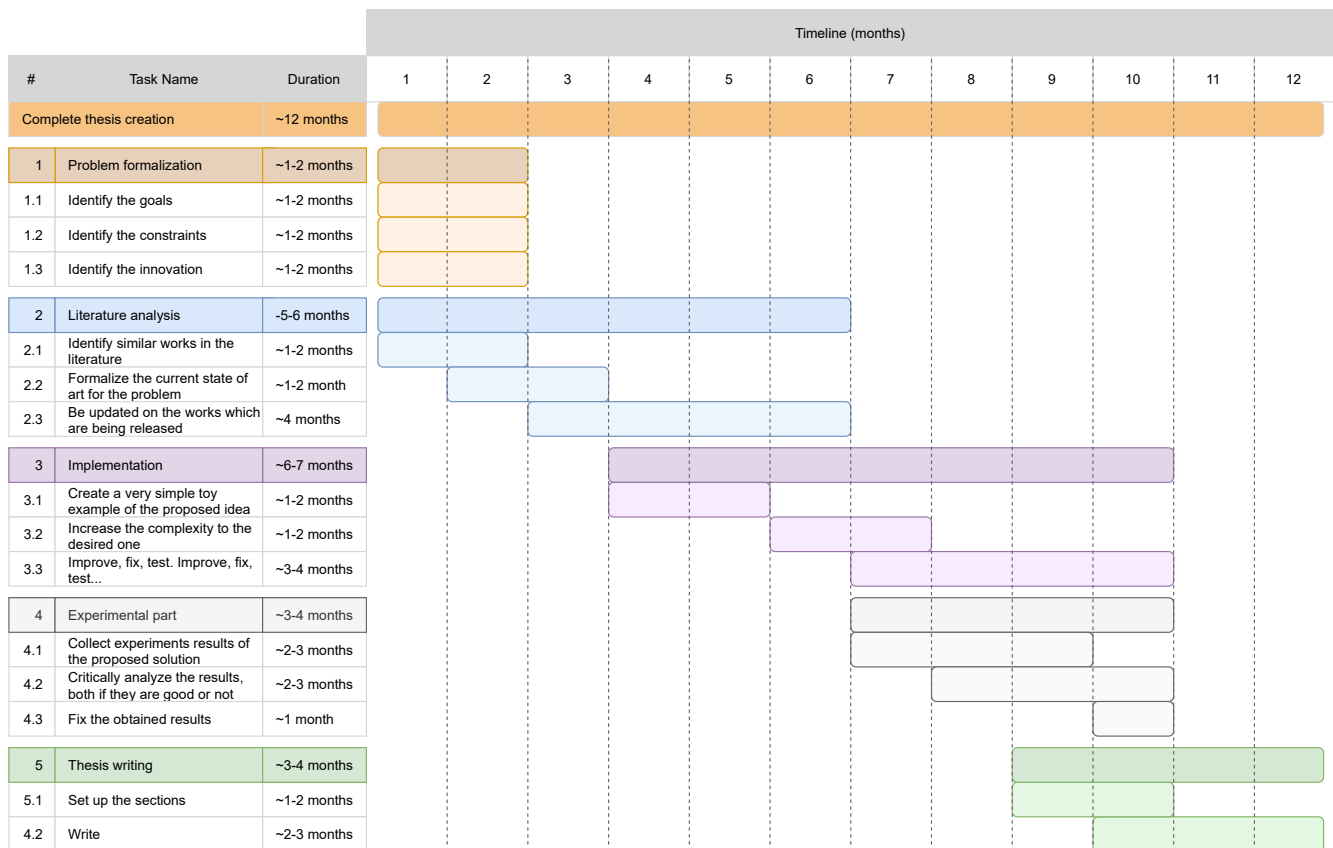 Timeline (months)
# Task Name Duration 1 2 3 4 5 6 7 8 9 10 11 12
Complete thesis creation ~12 months
1 Problem formalization ~1-2 months
1.1 Identify the goals ~1-2 months
1.2 Identify the constraints ~1-2 months
1.3 Identify the innovation ~1-2 months
2 Literature analysis -5-6 months
2.1 Identify similar works in the
literature ~1-2 months
2.2 Formalize the current state of
art for the problem ~1-2 month
2.3 Be updated on the works which
are being released ~4 months
3 Implementation ~6-7 months
3.1 Create a very simple toy
example of the proposed idea ~1-2 months
3.2 Increase the complexity to the
desired one ~1-2 months
3.3 Improve, fix, test. Improve, fix,
test... ~3-4 months
4 Experimental part ~3-4 months
4.1 Collect experiments results of
the proposed solution ~2-3 months
4.2 Critically analyze the results,
both if they are good or not ~2-3 months
4.3 Fix the obtained results ~1 month
5 Thesis writing ~3-4 months
5.1 Set up the sections ~1-2 months
4.2 Write ~2-3 months